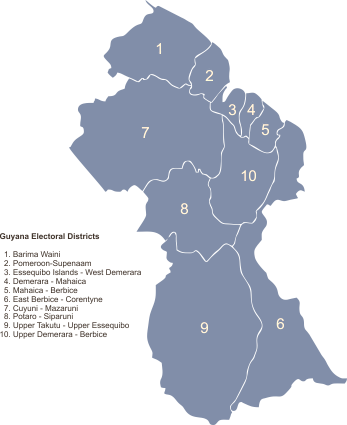 1
2
3
4
5
7
10
8
Guyana Electoral Districts
1. Barima Waini
2. Pomeroon-Supenaam
3. Essequibo Islands - West Demerara
4. Demerara - Mahaica
5. Mahaica - Berbice
6. East Berbice - Corentyne
7. Cuyuni - Mazaruni
8. Potaro - Siparuni
9. Upper Takutu - Upper Essequibo
10. Upper Demerara - Berbice
9
6